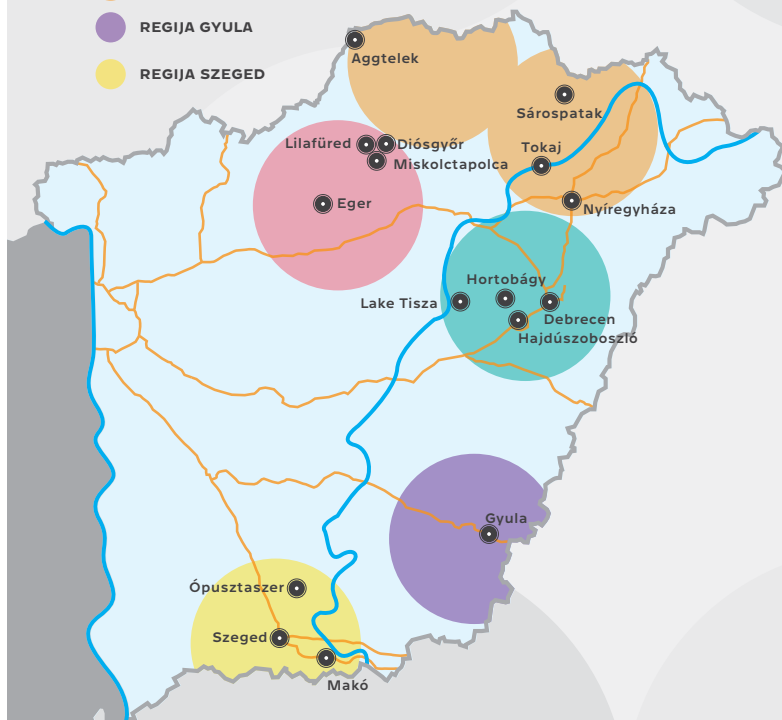 REGIJA GYULA
REGIJA SZEGED
Aggtelek
Sárospatak
Lilafüred
Diósgyőr
Tokaj
Miskolctapolca
Eger
Nyíregyháza
Hortobágy
Lake Tisza
Debrecen
Hajdúszoboszló
Gyula
Ópusztaszer
Szeged
Makó